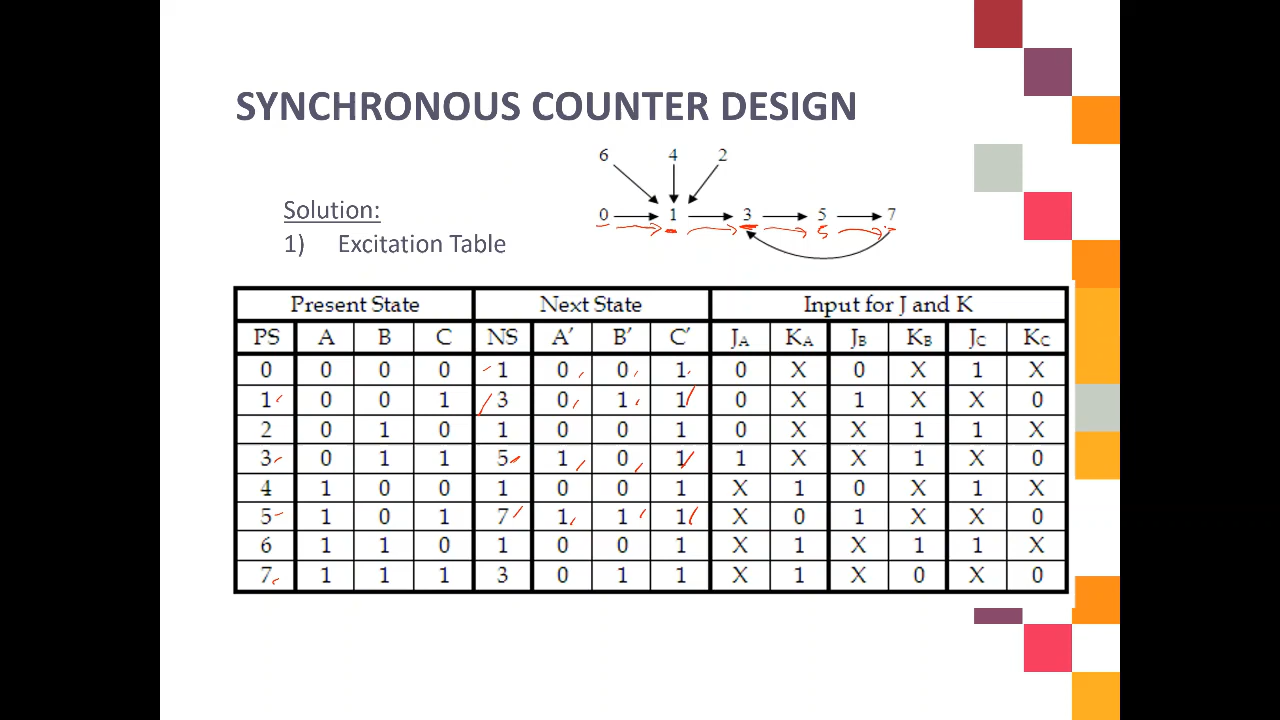 SYNCHRONOUS COUNTER DESIGN
6 4 2
Solution:
0 1 3 5 7
5
1) Excitation Table
Present State Next State Input for J and K
PS A B C NS A′ B′ C′ JA KA JB KB JC KC
0 0 0 0 1 0 0 1 0 X 0 X 1 X
1 0 0 1 3 0 1 1 0 X 1 X X 0
2 0 1 0 1 0 0 1 0 X X 1 1 X
3 0 1 1 5 1 0 1 1 X X 1 X 0
4 1 0 0 1 0 0 1 X 1 0 X 1 X
5 1 0 1 7 1 1 1 X 0 1 X X 0
6 1 1 0 1 0 0 1 X 1 X 1 1 X
7 1 1 1 3 0 1 1 X 1 X 0 X 0